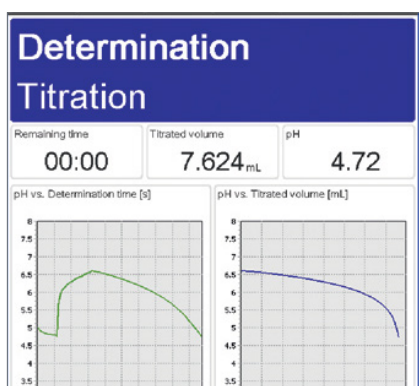 Determination
Titration
Remaining time
Titrated volume
pH
00:00
7.624 mL
4.72
pH vs. Determination time [s]
pH vs. Titrated volume [mL]
8
7.5
7
6.5
6
5.5
5
4.5
4
3.5
8
7.5
7
6.5
6
5.5
5
4.5
4
3.5